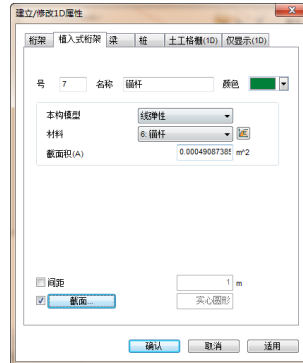 建立/修改1D属性
桁架 植入式桁架 梁 桩 土工格栅(1D) 仅显示(1D)
号 7 名称 锚杆 颜色
本构模型 线弹性
材料 6: 锚杆
截面积(A) 0.00049087385 m^2
间距 1 m
截面... 实心圆形
确认 取消 适用